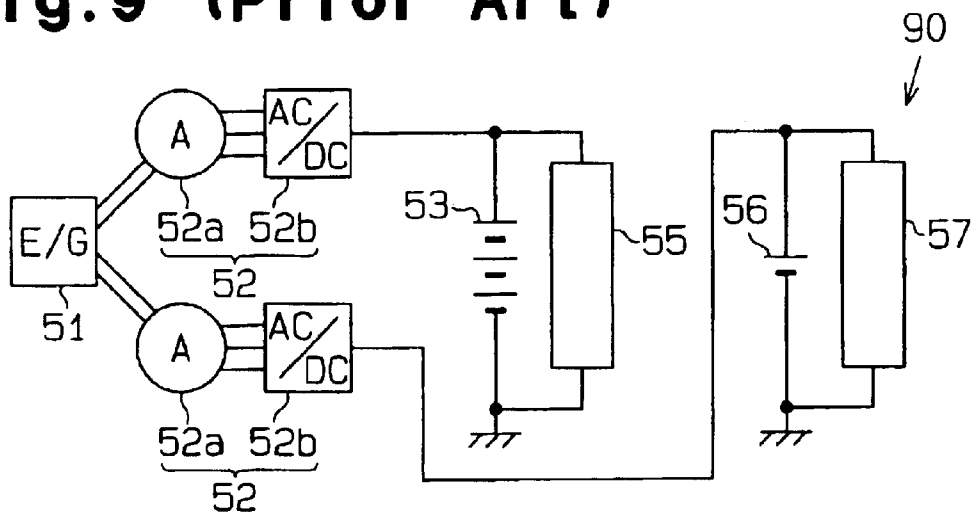 ig.9 (Prior Art)
90
A
AC/DC
53
55
56
57
52a 52b
52
E/G
51
A
AC/DC
52a 52b
52